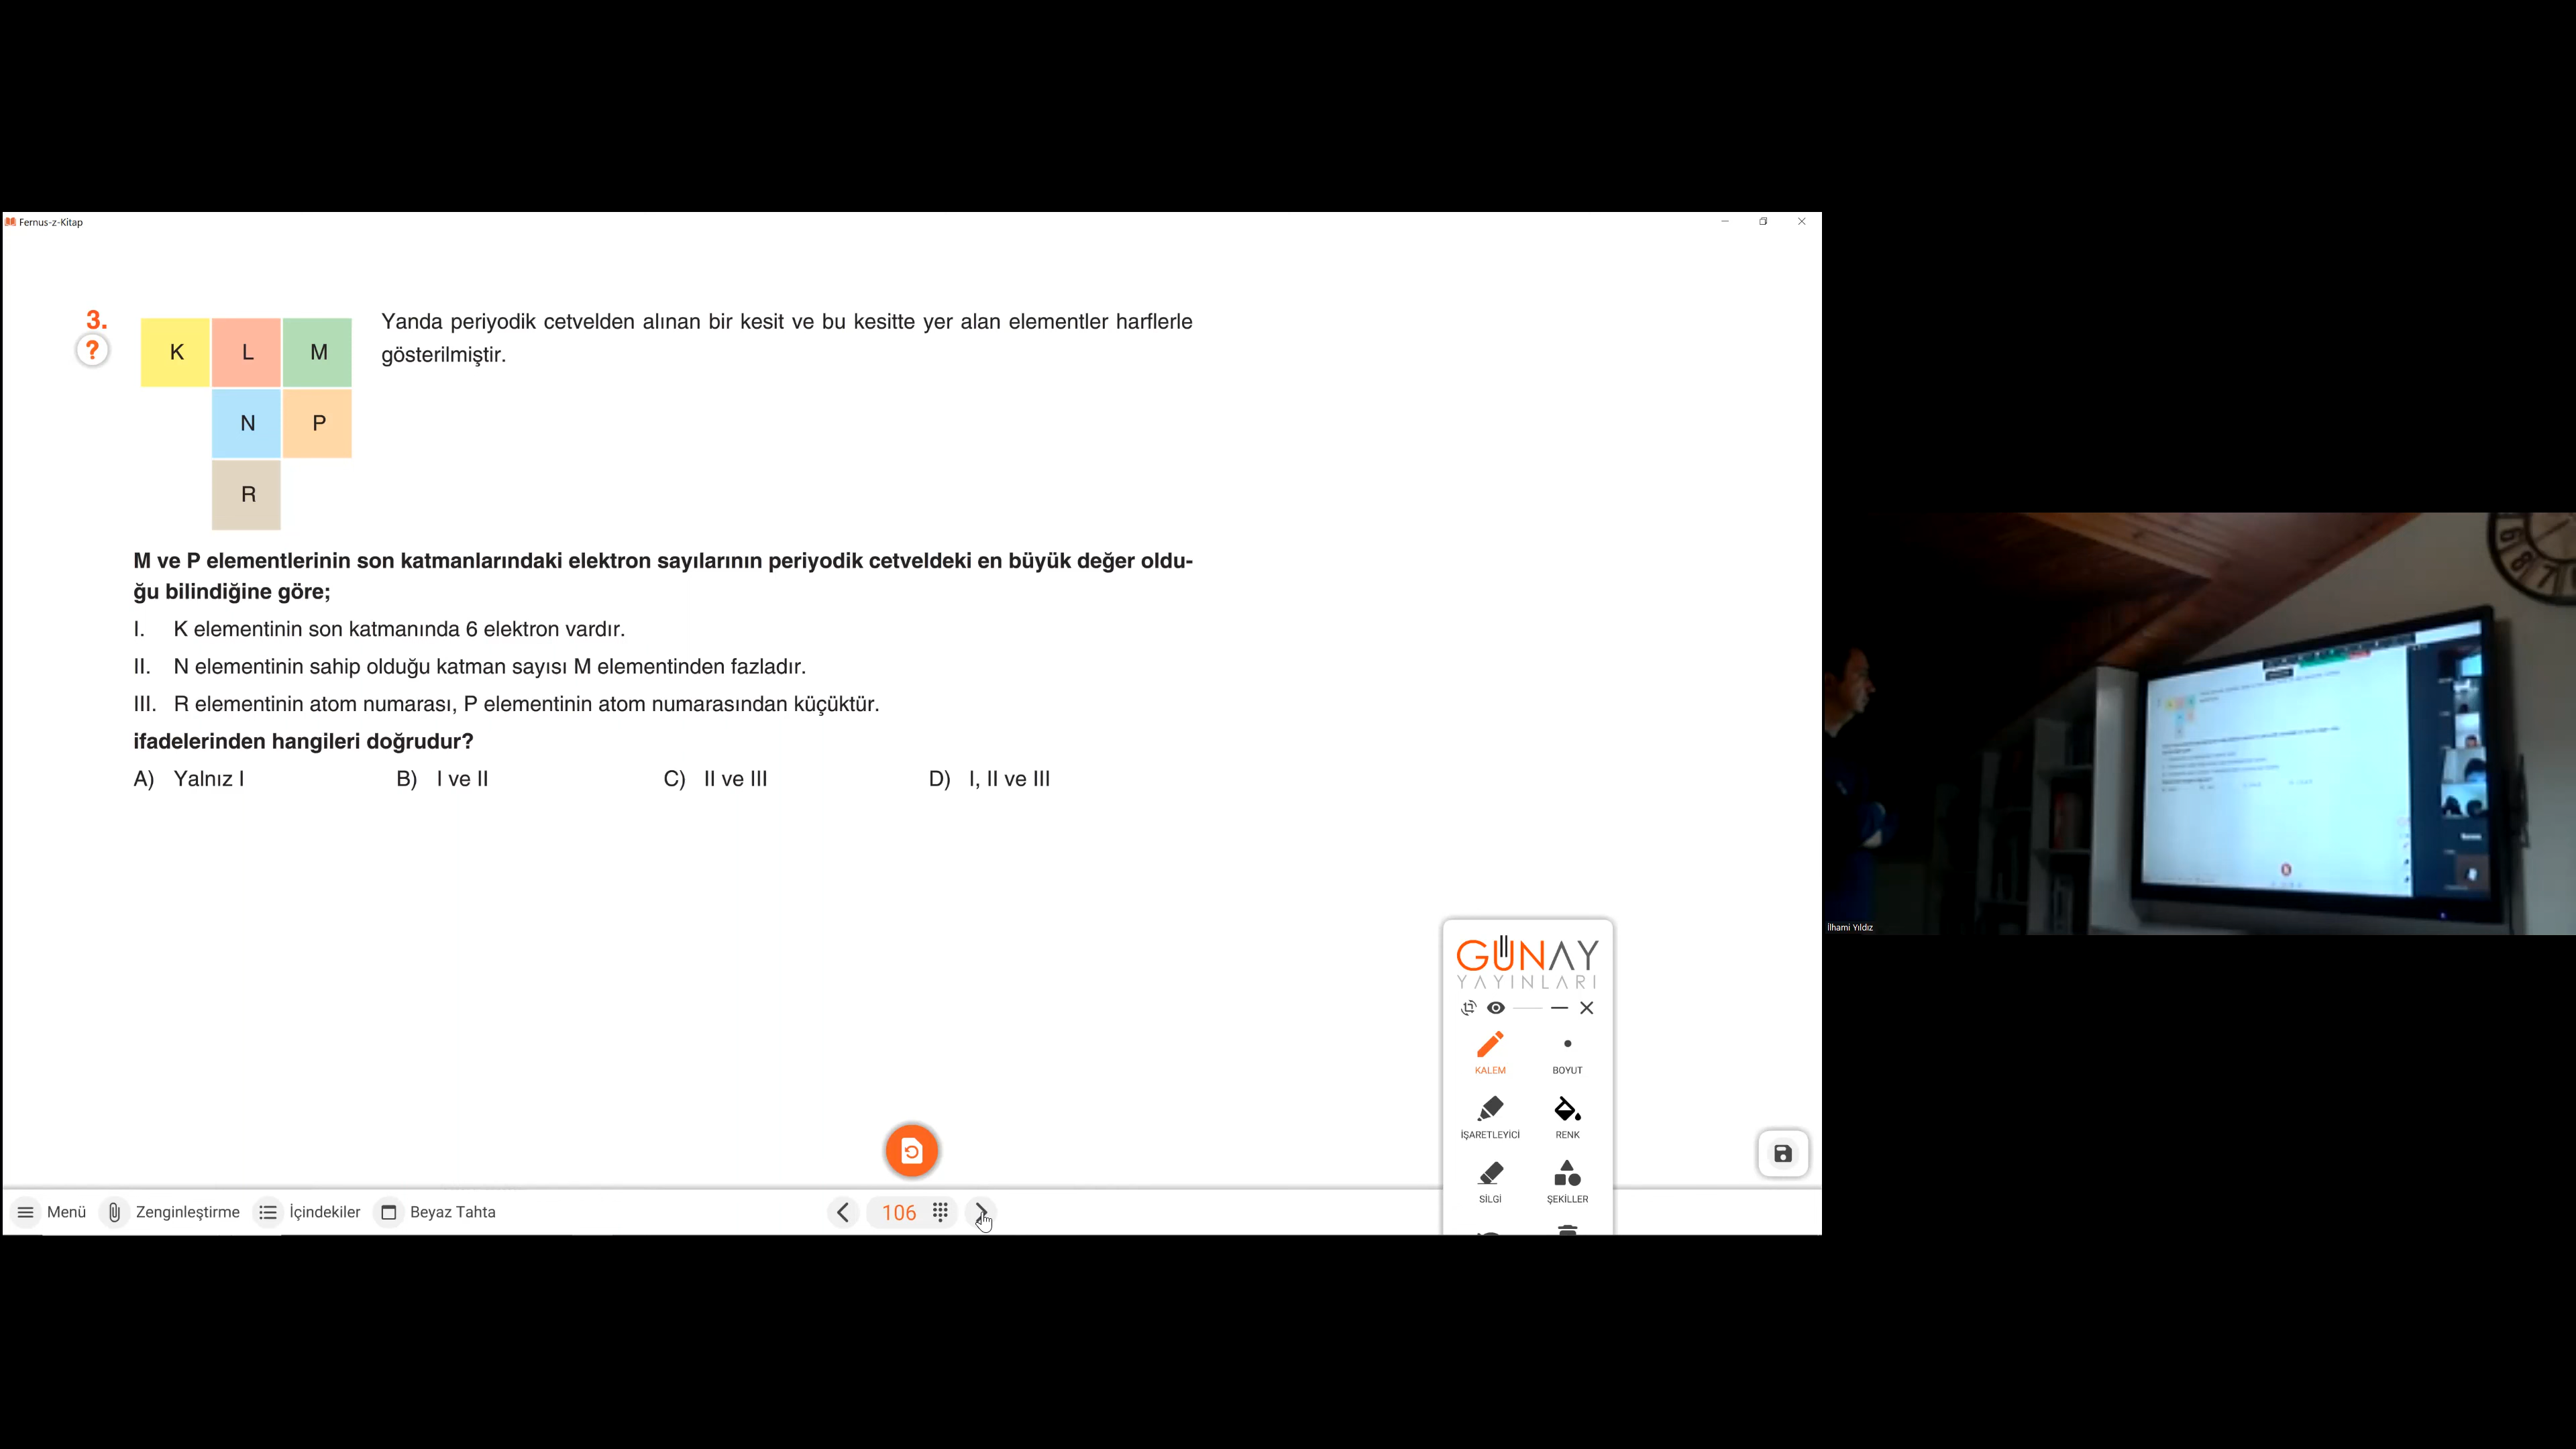 Fernus-z-Kitap
3.
?
K L M
N P
R
Yanda periyodik cetvelden alınan bir kesit ve bu kesitte yer alan elementler harflerle
gösterilmiştir.
M ve P elementlerinin son katmanlarındaki elektron sayılarının periyodik cetveldeki en büyük değer oldu-
ğu bilindiğine göre;
I. K elementinin son katmanında 6 elektron vardır.
II. N elementinin sahip olduğu katman sayısı M elementinden fazladır.
III. R elementinin atom numarası, P elementinin atom numarasından küçüktür.
ifadelerinden hangileri doğrudur?
A) Yalnız I B) I ve II C) II ve III D) I, II ve III
GÜNAY
YAYINLARI
KALEM BOYUT
İŞARETLEYİCİ RENK
SİLGİ ŞEKİLLER
Menü Zenginleştirme İçindekiler Beyaz Tahta 106
İlhami Yıldız
6 8 7